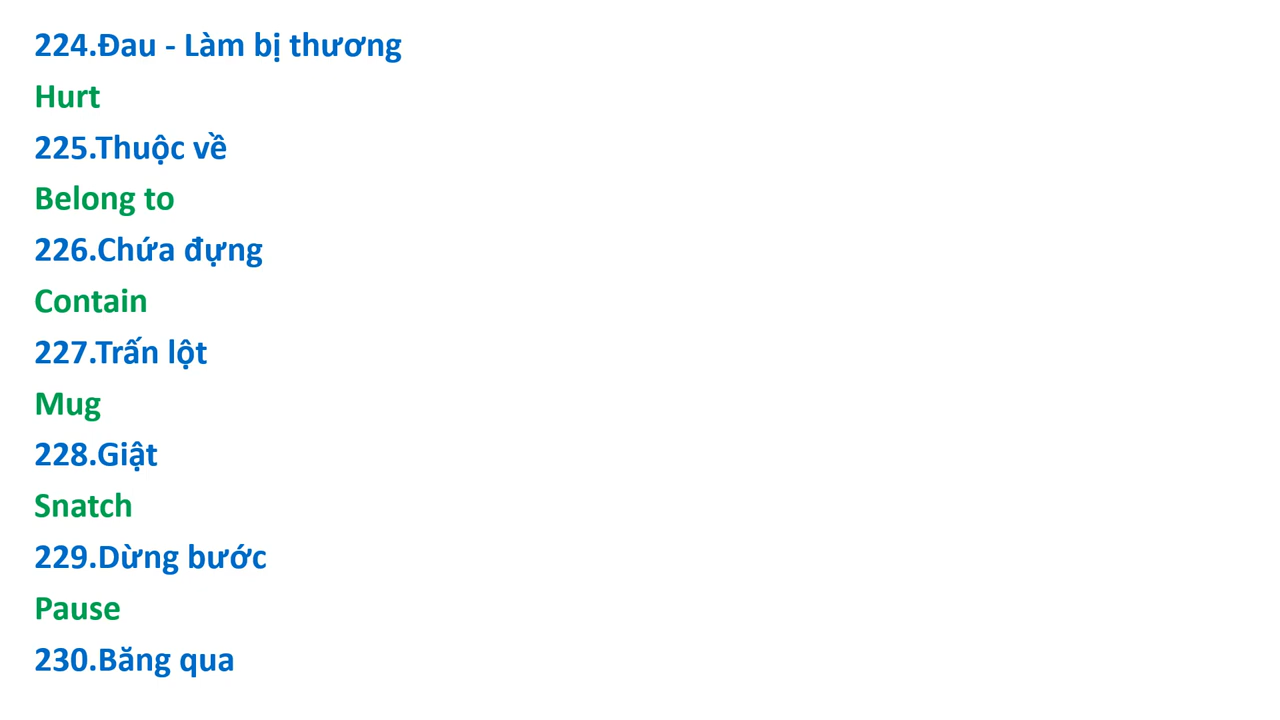 224.Đau - Làm bị thương
Hurt
225.Thuộc về
Belong to
226.Chứa đựng
Contain
227.Trấn lột
Mug
228.Giật
Snatch
229.Dừng bước
Pause
230.Băng qua